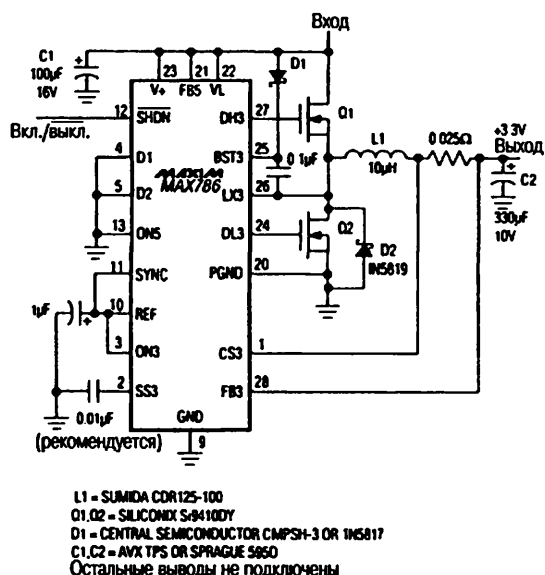 Вход
C1
100µF
16V
+
23
21
22
D1
V+
FB5
VL
12
SHDN
Вкл./выкл.
DH3
27
Q1
4
D1
BST3
25
0 1µF
L1
10µH
0 025Ω
+3 3V
Выход
C2
330µF
10V
MAXIM
MAX786
5
D2
LX3
26
13
ON5
DL3
24
Q2
D2
IN5819
11
SYNC
PGND
20
1µF
10
REF
3
ON3
CS3
1
2
SS3
FB3
28
0.01µF
(рекомендуется)
GND
9
L1 = SUMIDA CDR125-100
Q1,Q2 = SILICONIX Si9410DY
D1 = CENTRAL SEMICONDUCTOR CMPSH-3 OR 1N5817
C1,C2 = AVX TPS OR SPRAGUE 595D
Остальные выводы не подключены